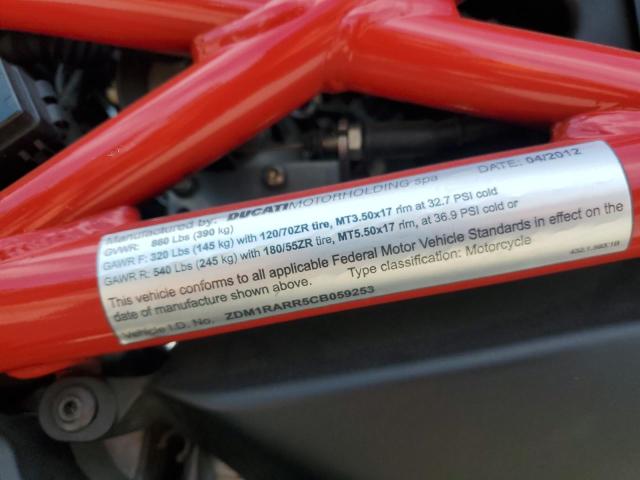 Manufactured by: DUCATIMOTORHOLDING spa DATE: 04/2012
GVWR: 860 Lbs (390 kg)
GAWR F: 320 Lbs (145 kg) with 120/70ZR tire, MT3.50x17 rim at 32.7 PSI cold
GAWR R: 540 Lbs (245 kg) with 180/55ZR tire, MT5.50x17 rim, at 36.9 PSI cold or
This vehicle conforms to all applicable Federal Motor Vehicle Standards in effect on the
date of manufacture shown above. Type classification: Motorcycle
Vehicle I.D. No. ZDM1RARR5CB059253